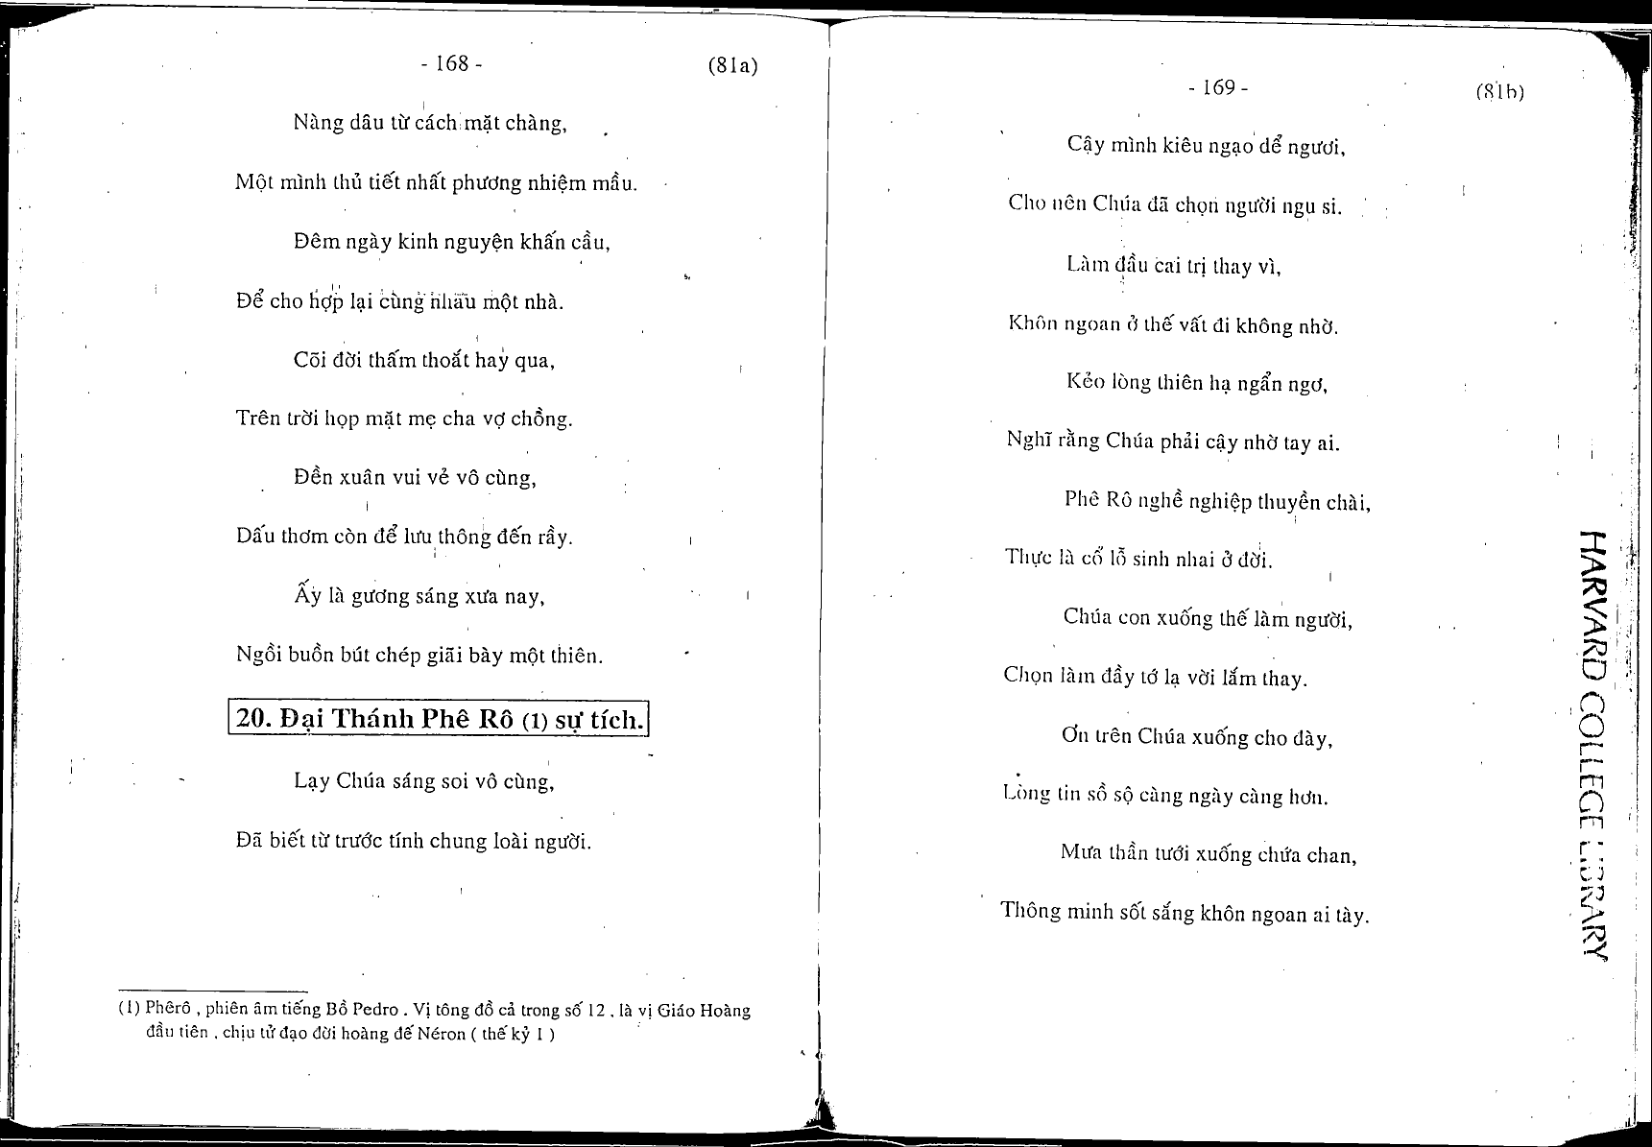 - 168 -
(81a)
Nàng dâu từ cách mặt chàng,
Một mình thủ tiết nhất phương nhiệm mầu.
Đêm ngày kinh nguyện khấn cầu,
Để cho hợp lại cùng nhau một nhà.
Cõi đời thấm thoắt hay qua,
Trên trời họp mặt mẹ cha vợ chồng.
Đền xuân vui vẻ vô cùng,
Dấu thơm còn để lưu thông đến rầy.
Ấy là gương sáng xưa nay,
Ngồi buồn bút chép giãi bày một thiên.
20. Đại Thánh Phê Rô (1) sự tích.
Lạy Chúa sáng soi vô cùng,
Đã biết từ trước tính chung loài người.
(1) Phêrô , phiên âm tiếng Bồ Pedro . Vị tông đồ cả trong số 12 . là vị Giáo Hoàng
đầu tiên . chịu tử đạo đời hoàng đế Néron ( thế kỷ I )
- 169 -
(81b)
Cậy mình kiêu ngạo dể ngươi,
Cho nên Chúa đã chọn người ngu si.
Làm đầu cai trị thay vì,
Khôn ngoan ở thế vất đi không nhờ.
Kẻo lòng thiên hạ ngẩn ngơ,
Nghĩ rằng Chúa phải cậy nhờ tay ai.
Phê Rô nghề nghiệp thuyền chài,
Thực là cổ lỗ sinh nhai ở đời.
Chúa con xuống thế làm người,
Chọn làm đầy tớ lạ vời lắm thay.
Ơn trên Chúa xuống cho dày,
Lòng tin sồ sộ càng ngày càng hơn.
Mưa thần tưới xuống chứa chan,
Thông minh sốt sắng khôn ngoan ai tày.
HARVARD COLLEGE LIBRARY